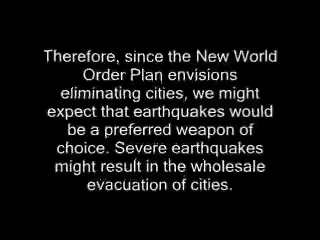 Therefore, since the New World
Order Plan envisions
eliminating cities, we might
expect that earthquakes would
be a preferred weapon of
choice. Severe earthquakes
might result in the wholesale
evacuation of cities.